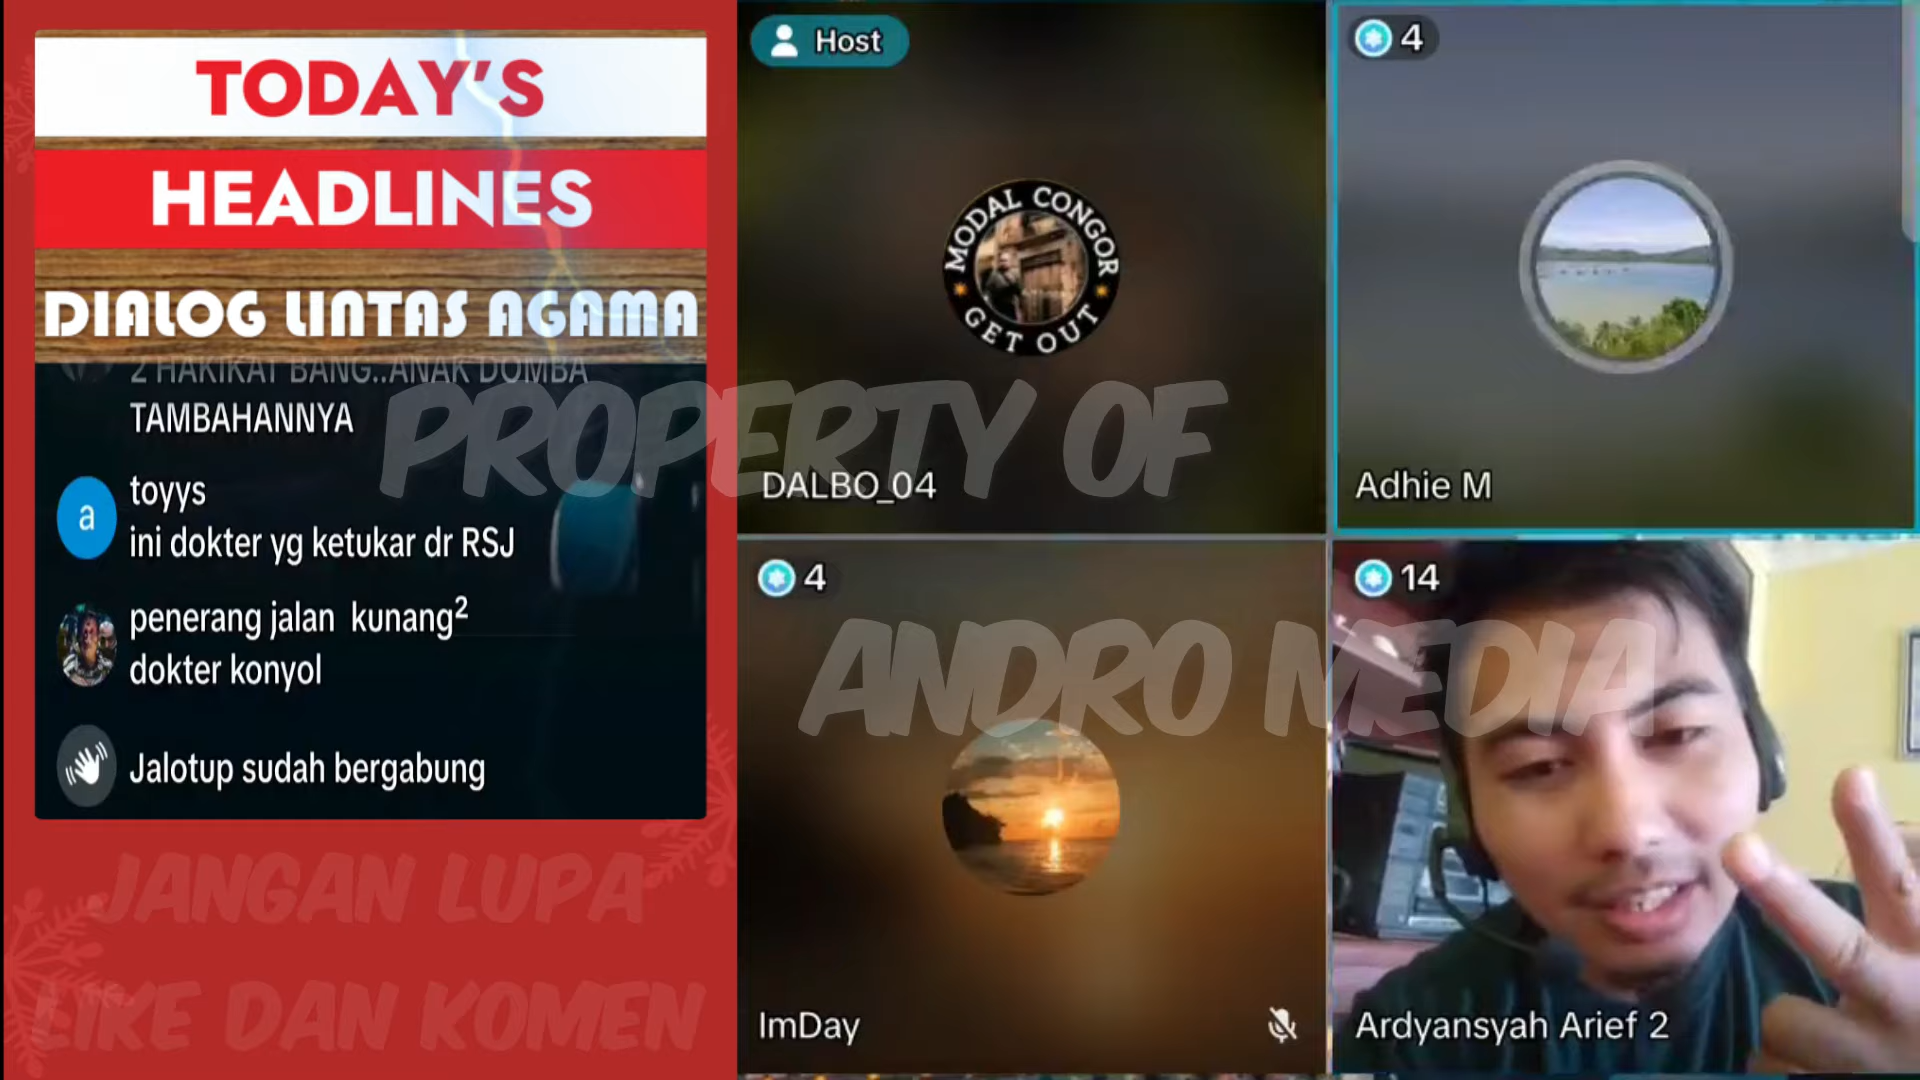 TODAY'S
HEADLINES
DIALOG LINTAS AGAMA
2 HAKIKAT BANG..ANAK DOMBA
TAMBAHANNYA
a
toyys
ini dokter yg ketukar dr RSJ
penerang jalan kunang²
dokter konyol
Jalotup sudah bergabung
JANGAN LUPA
LIKE DAN KOMEN
Host
MODAL CONGOR
GET OUT
DALBO_04
4
Adhie M
PROPERTY OF
ANDRO MEDIA
4
ImDay
14
Ardyansyah Arief 2